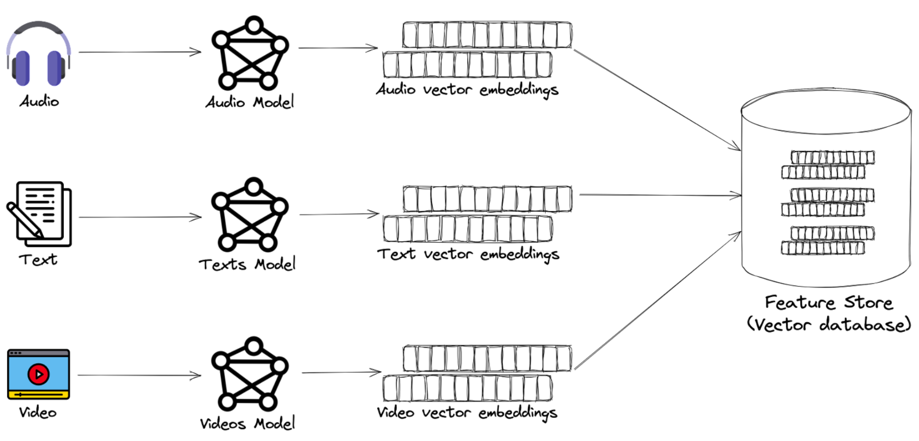 Audio
Audio Model
Audio vector embeddings
Text
Texts Model
Text vector embeddings
Video
Videos Model
Video vector embeddings
Feature Store
(Vector database)